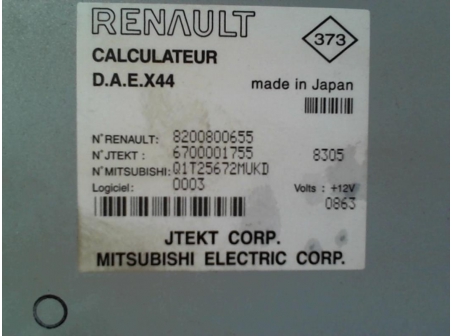 RENAULT
373
CALCULATEUR
D.A.E.X44 made in Japan
N°RENAULT: 8200800655
N°JTEKT : 6700001755 8305
N°MITSUBISHI: Q1T25672MUKD
Logiciel: 0003 Volts : +12V
0863
JTEKT CORP.
MITSUBISHI ELECTRIC CORP.